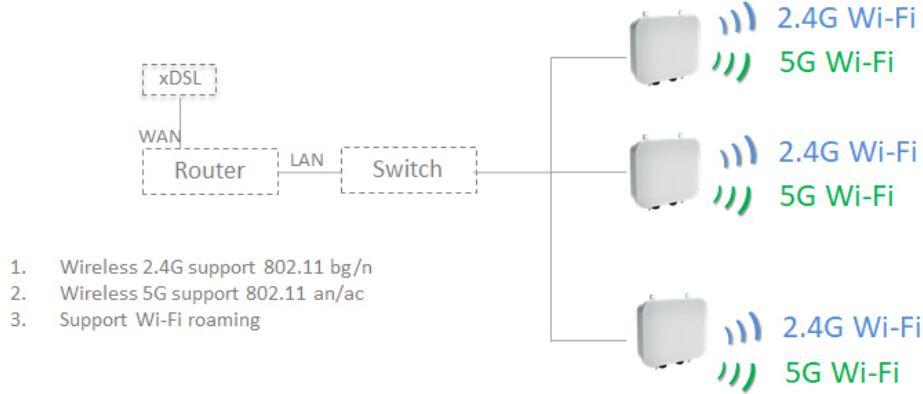 2.4G Wi-Fi
5G Wi-Fi
xDSL
WAN
Router
LAN
Switch
2.4G Wi-Fi
5G Wi-Fi
1. Wireless 2.4G support 802.11 bg/n
2. Wireless 5G support 802.11 an/ac
3. Support Wi-Fi roaming
2.4G Wi-Fi
5G Wi-Fi